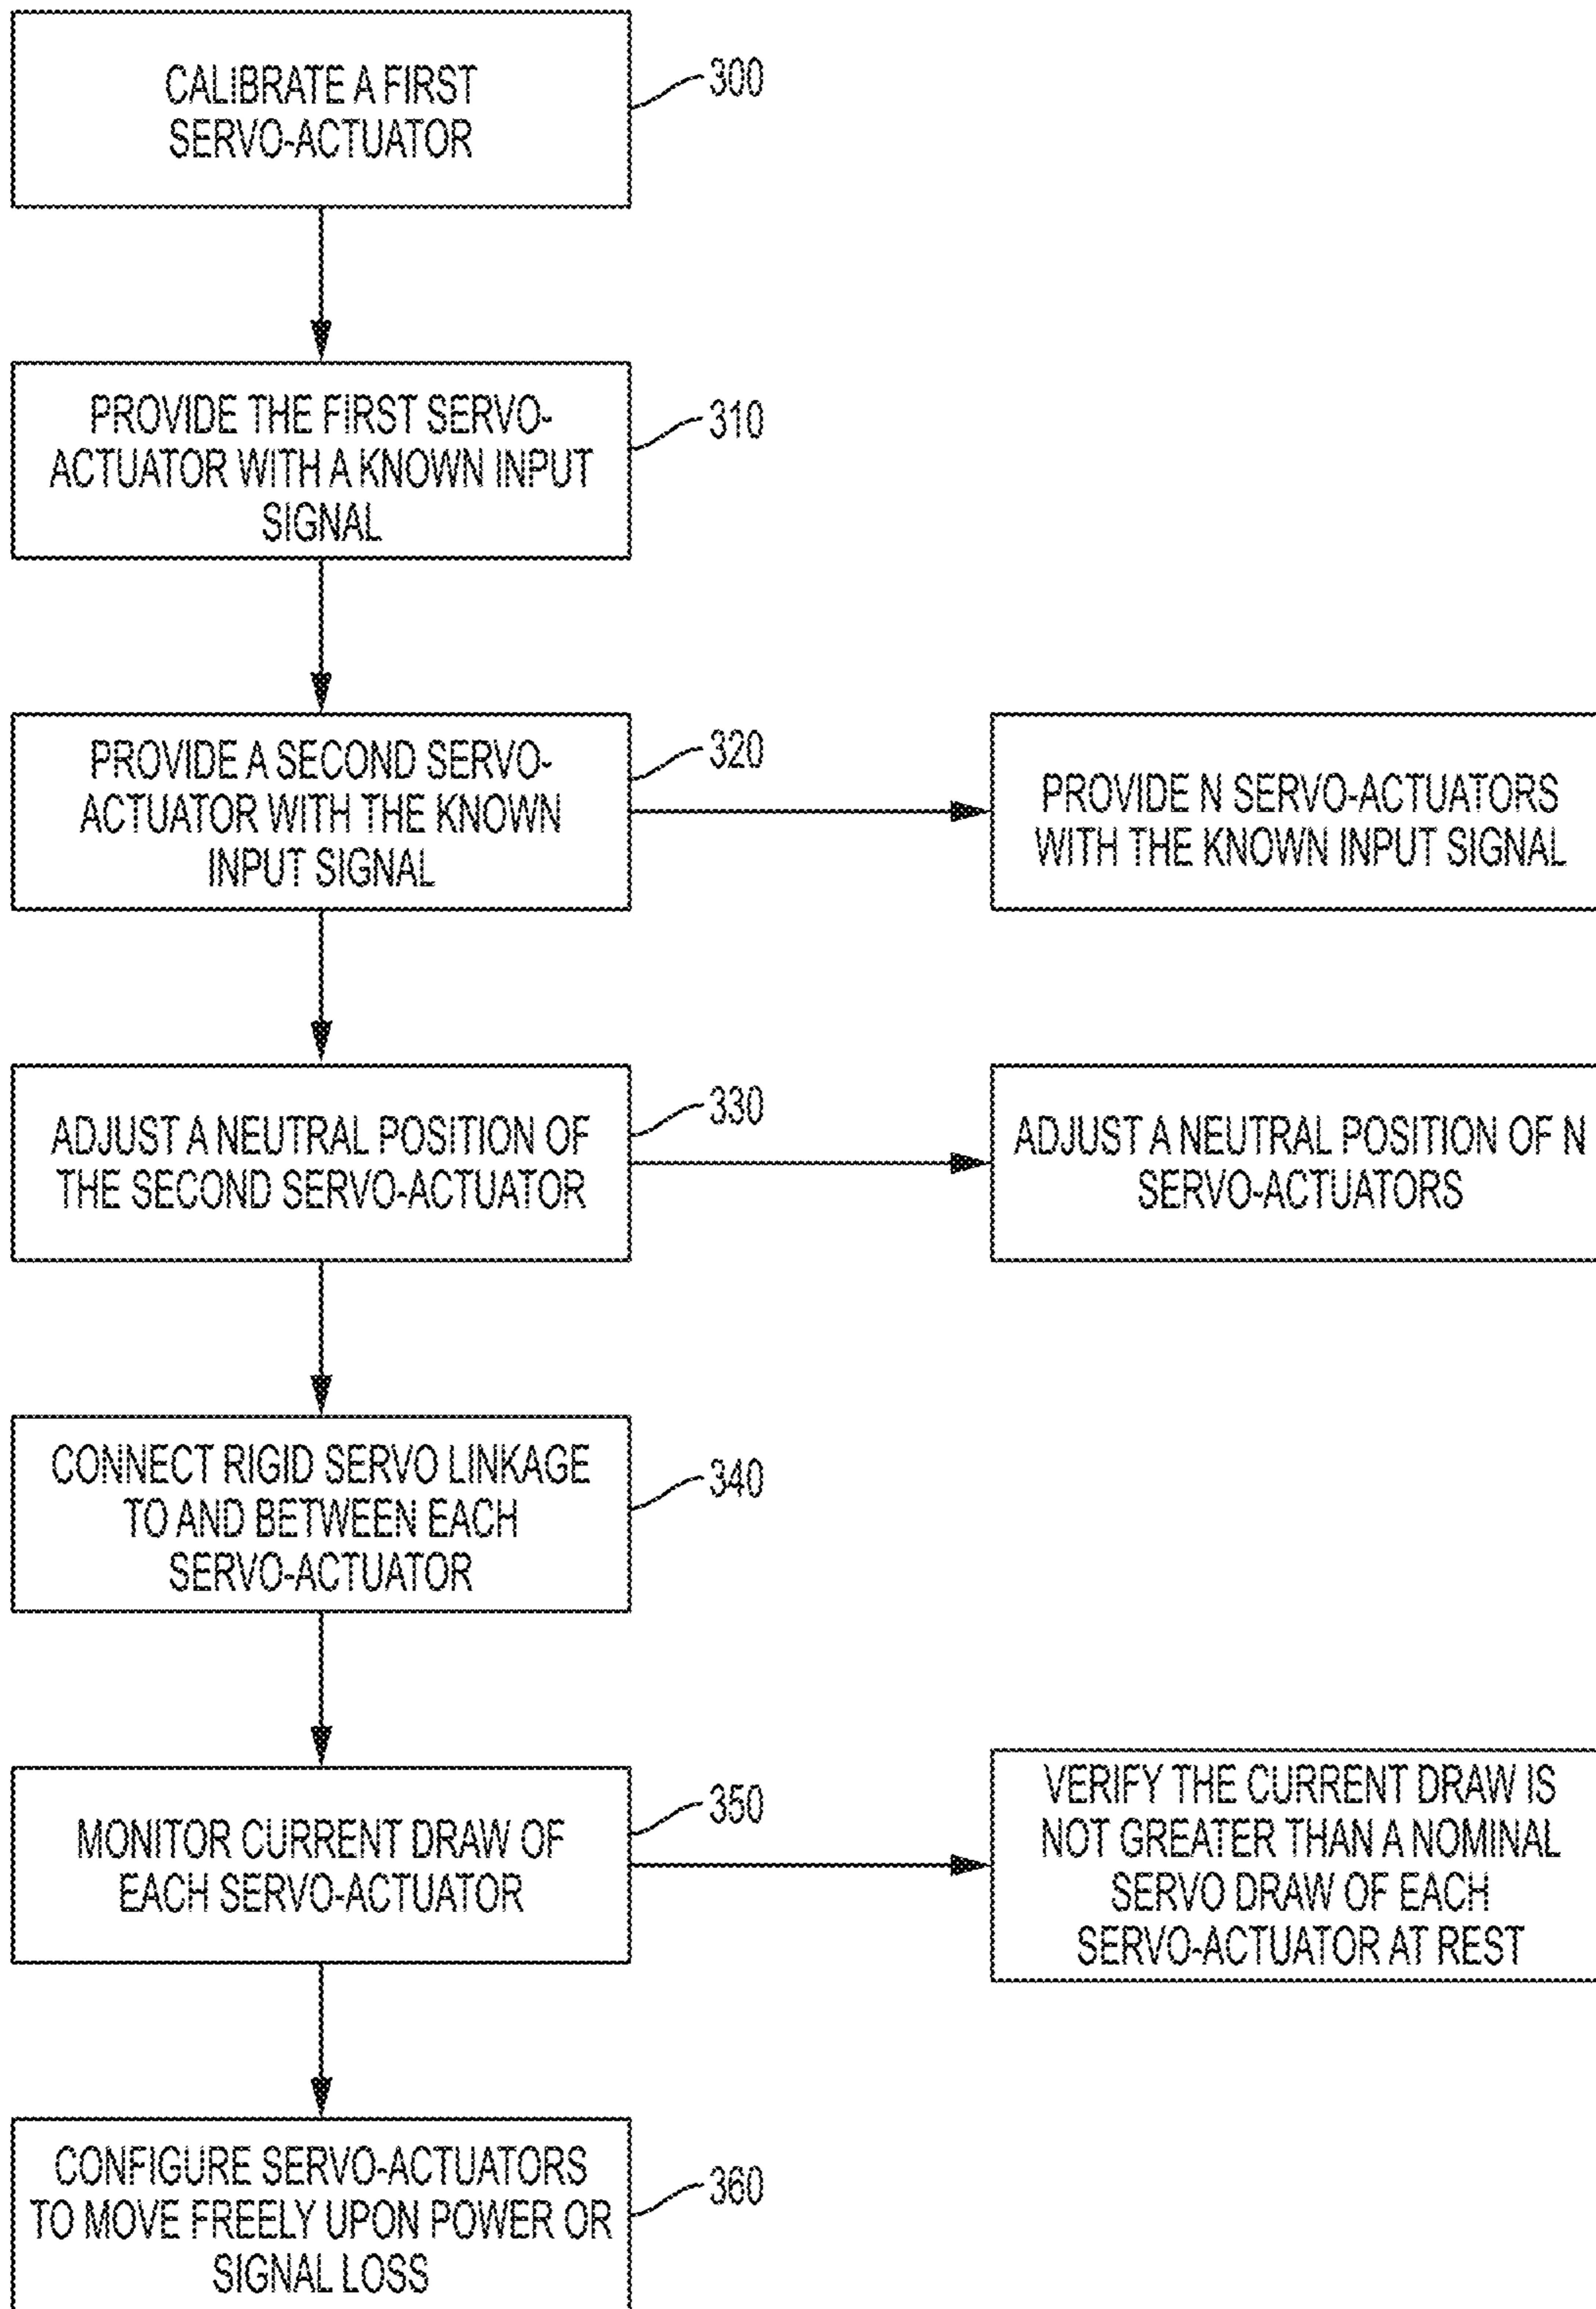 CALIBRATE A FIRST
SERVO-ACTUATOR
300
PROVIDE THE FIRST SERVO-
ACTUATOR WITH A KNOWN INPUT
SIGNAL
310
PROVIDE A SECOND SERVO-
ACTUATOR WITH THE KNOWN
INPUT SIGNAL
320
PROVIDE N SERVO-ACTUATORS
WITH THE KNOWN INPUT SIGNAL
ADJUST A NEUTRAL POSITION OF
THE SECOND SERVO-ACTUATOR
330
ADJUST A NEUTRAL POSITION OF N
SERVO-ACTUATORS
CONNECT RIGID SERVO LINKAGE
TO AND BETWEEN EACH
SERVO-ACTUATOR
340
MONITOR CURRENT DRAW OF
EACH SERVO-ACTUATOR
350
VERIFY THE CURRENT DRAW IS
NOT GREATER THAN A NOMINAL
SERVO DRAW OF EACH
SERVO-ACTUATOR AT REST
CONFIGURE SERVO-ACTUATORS
TO MOVE FREELY UPON POWER OR
SIGNAL LOSS
360